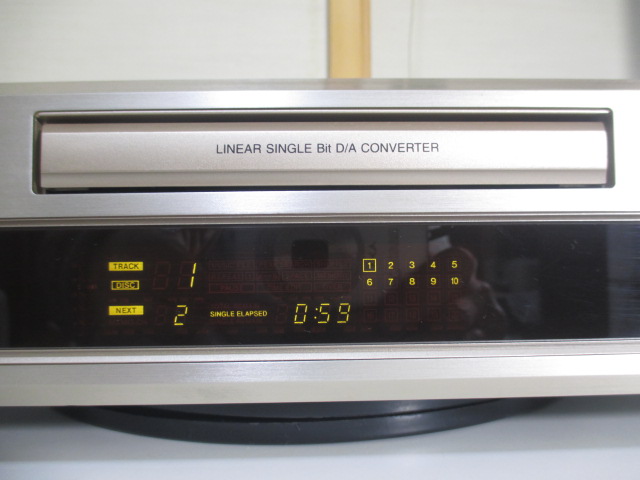 LINEAR SINGLE Bit D/A CONVERTER
TRACK 1 1 2 3 4 5
DISC 6 7 8 9 10
NEXT 2 SINGLE ELAPSED 0:59